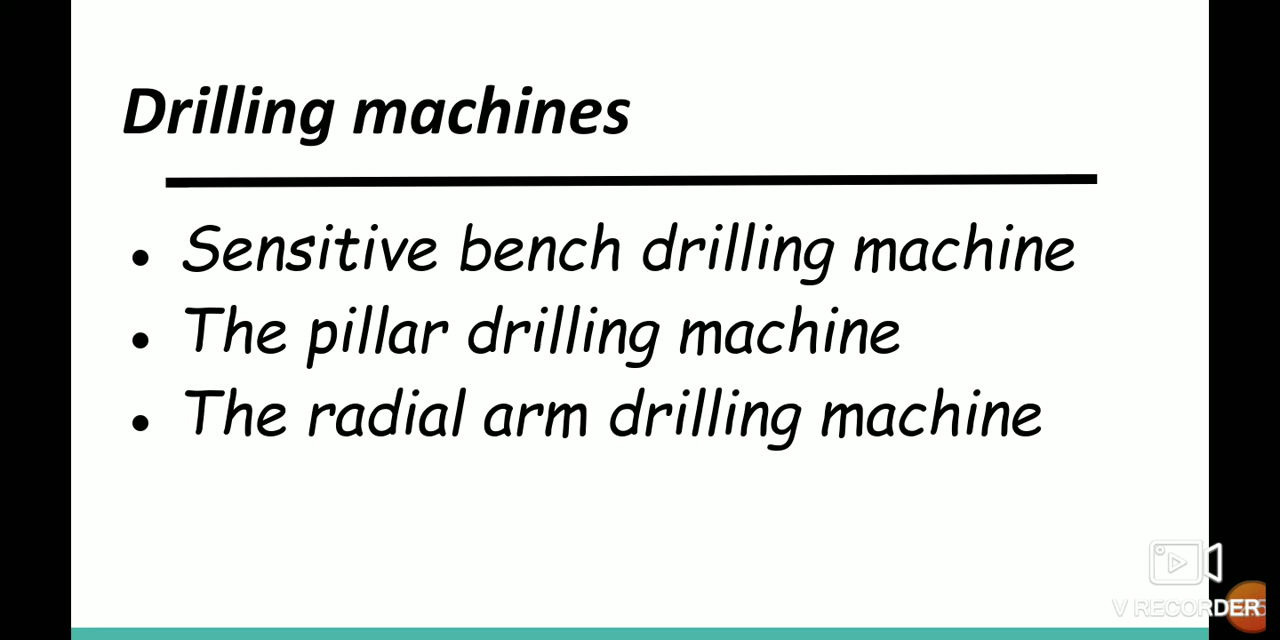 Drilling machines
• Sensitive bench drilling machine
• The pillar drilling machine
• The radial arm drilling machine
V RECORDER